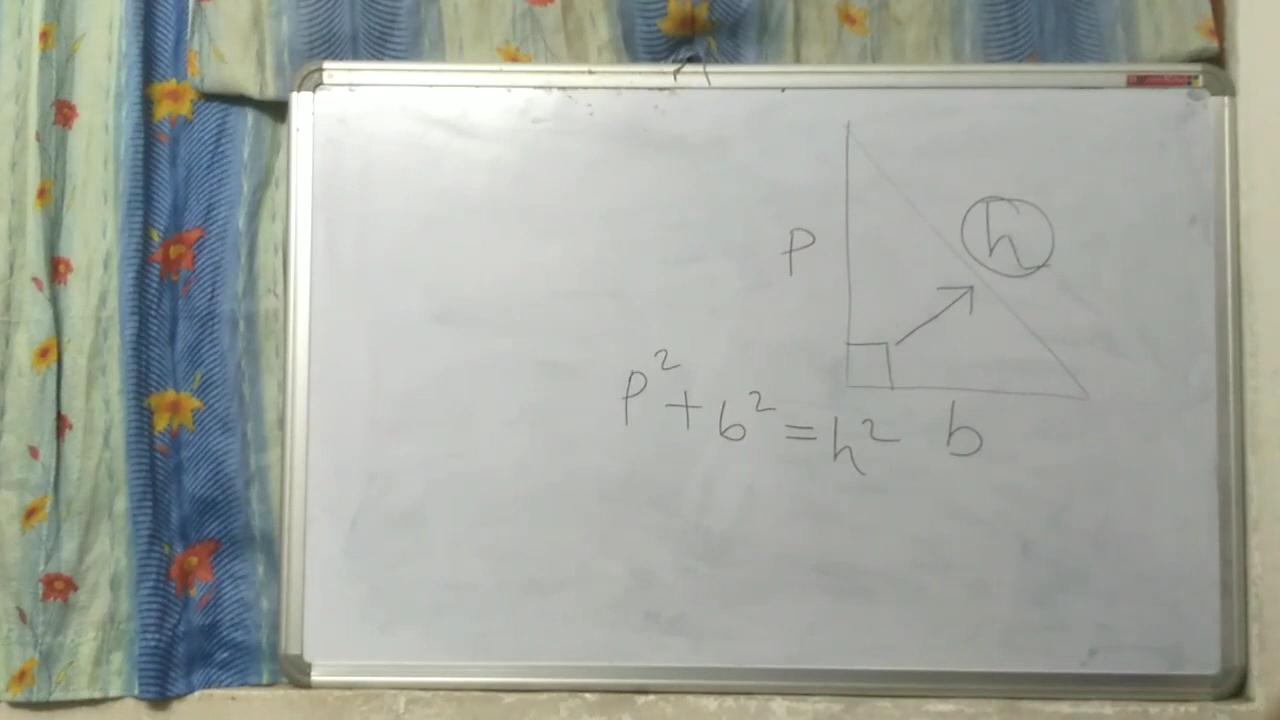 h
p
p² + b² = h²
b